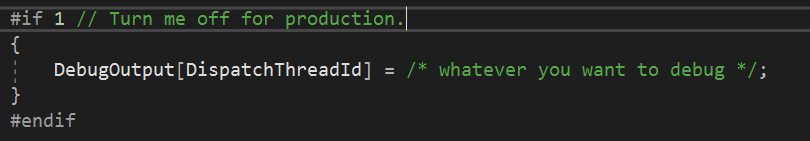 #if 1 // Turn me off for production.
{
DebugOutput[DispatchThreadId] = /* whatever you want to debug */;
}
#endif